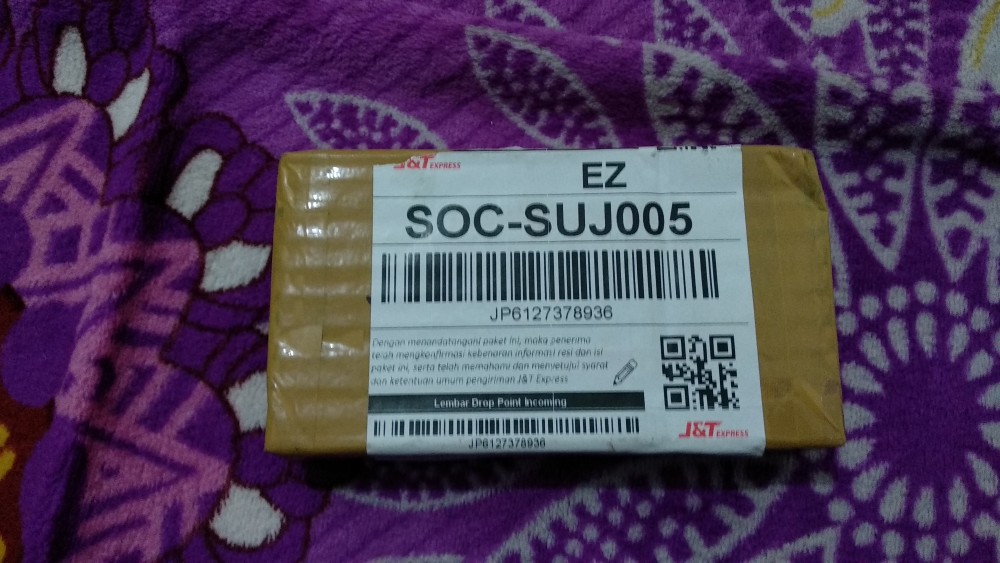 J&T EXPRESS
EZ
SOC-SUJ005
JP6127378936
Dengan menandatangani paket ini, maka penerima
telah mengkonfirmasi kebenaran informasi resi dan isi
paket ini, serta telah memahami dan menyetujui syarat
dan ketentuan umum pengiriman J&T Express
Lembar Drop Point Incoming
JP6127378936
J&T EXPRESS